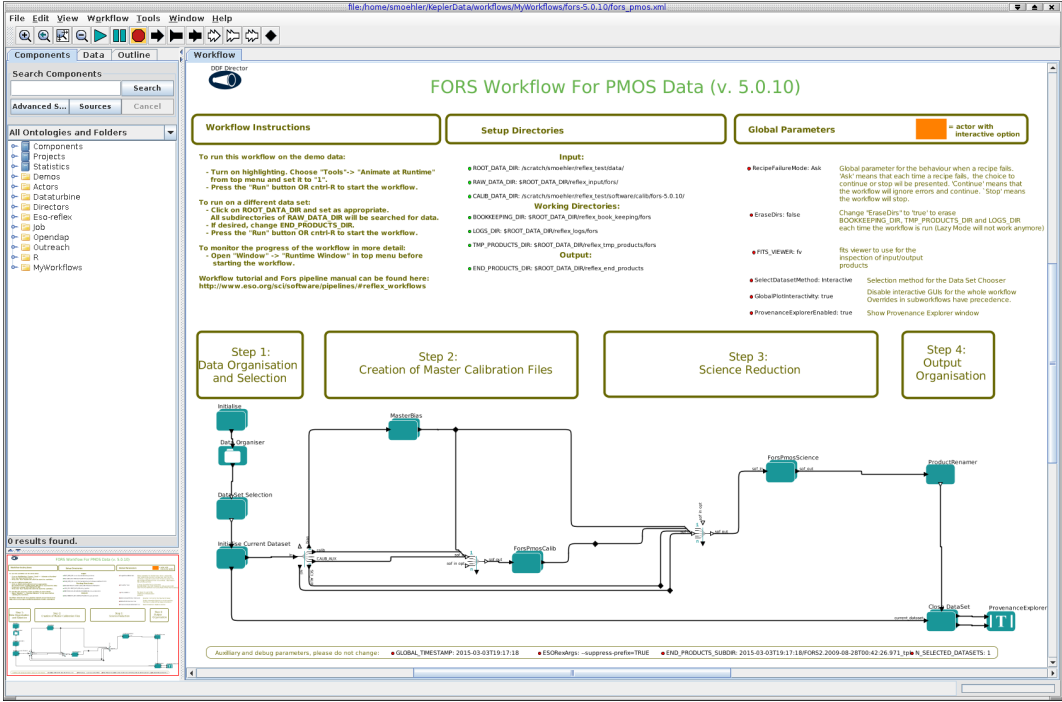 file:/home/smoehler/KeplerData/workflows/MyWorkflows/fors-5.0.10/fors_pmos.xml
File Edit View Workflow Tools Window Help
Components Data Outline
Workflow
Search Components
Search
Advanced S... Sources Cancel
All Ontologies and Folders
Components
Projects
Statistics
Demos
Actors
Dataturbine
Directors
Eso-reflex
Job
Opendap
Outreach
R
MyWorkflows
0 results found.
DDF Director
FORS Workflow For PMOS Data (v. 5.0.10)
Workflow Instructions
Setup Directories
Global Parameters
= actor with
interactive option
To run this workflow on the demo data:
- Turn on highlighting. Choose "Tools"-> "Animate at Runtime"
from top menu and set it to "1".
- Press the "Run" button OR cntrl-R to start the workflow.
To run on a different data set:
- Click on ROOT_DATA_DIR and set as appropriate.
All subdirectories of RAW_DATA_DIR will be searched for data.
- If desired, change END_PRODUCTS_DIR.
- Press the "Run" button OR cntrl-R to start the workflow.
To monitor the progress of the workflow in more detail:
- Open "Window" -> "Runtime Window" in top menu before
starting the workflow.
Workflow tutorial and Fors pipeline manual can be found here:
http://www.eso.org/sci/software/pipelines/#reflex_workflows
Input:
ROOT_DATA_DIR: /scratch/smoehler/reflex_test/data/
RAW_DATA_DIR: $ROOT_DATA_DIR/reflex_input/fors/
CALIB_DATA_DIR: /scratch/smoehler/reflex_test/software/calib/fors-5.0.10/
Working Directories:
BOOKKEEPING_DIR: $ROOT_DATA_DIR/reflex_book_keeping/fors
LOGS_DIR: $ROOT_DATA_DIR/reflex_logs/fors
TMP_PRODUCTS_DIR: $ROOT_DATA_DIR/reflex_tmp_products/fors
Output:
END_PRODUCTS_DIR: $ROOT_DATA_DIR/reflex_end_products
RecipeFailureMode: Ask
Global parameter for the behaviour when a recipe fails.
'Ask' means that each time a recipe fails, the choice to
continue or stop wil be presented. 'Continue' means that
the workflow will ignore errors and continue. 'Stop' means
the workflow will stop.
EraseDirs: false
Change "EraseDirs" to 'true' to erase
BOOKKEEPING_DIR, TMP_PRODUCTS_DIR and LOGS_DIR
each time the workflow is run (Lazy Mode will not work anymore)
FITS_VIEWER: fv
fits viewer to use for the
inspection of input/output
products
SelectDatasetMethod: Interactive
Selection method for the Data Set Chooser
GlobalPlotInteractivity: true
Disable interactive GUIs for the whole workflow
Overrides in subworkflows have precedence.
ProvenanceExplorerEnabled: true
Show Provenance Explorer window
Step 1:
Data Organisation
and Selection
Step 2:
Creation of Master Calibration Files
Step 3:
Science Reduction
Step 4:
Output
Organisation
Initialise
Data Organiser
DataSet Selection
Initialise Current Dataset
MasterBias
CALIB_AUX
sof in opt
sof out
ForsPmosCalib
sof in opt
sof out
sof in
ForsPmosScience
sof out
ProductRenamer
current_dataset
Close DataSet
ProvenanceExplorer
T
Auxiliary and debug parameters, please do not change:
GLOBAL_TIMESTAMP: 2015-03-03T19:17:18
ESORexArgs: --suppress-prefix=TRUE
END_PRODUCTS_SUBDIR: 2015-03-03T19:17:18/FORS2.2009-08-28T00:42:26.971_tpl
N_SELECTED_DATASETS: 1